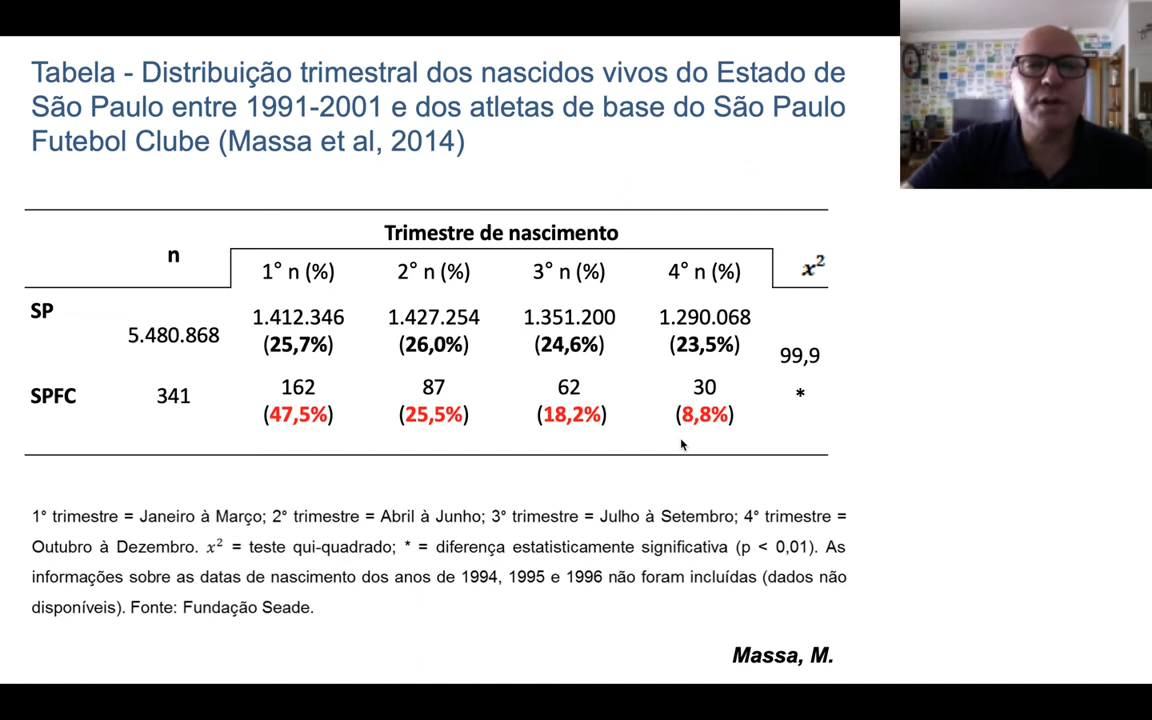 Tabela - Distribuição trimestral dos nascidos vivos do Estado de
São Paulo entre 1991-2001 e dos atletas de base do São Paulo
Futebol Clube (Massa et al, 2014)
Trimestre de nascimento
n
1° n (%) 2° n (%) 3° n (%) 4° n (%) x²
SP
5.480.868
1.412.346 1.427.254 1.351.200 1.290.068
(25,7%) (26,0%) (24,6%) (23,5%)
99,9
SPFC 341 162 87 62 30 *
(47,5%) (25,5%) (18,2%) (8,8%)
1° trimestre = Janeiro à Março; 2° trimestre = Abril à Junho; 3° trimestre = Julho à Setembro; 4° trimestre =
Outubro à Dezembro. x² = teste qui-quadrado; * = diferença estatisticamente significativa (p < 0,01). As
informações sobre as datas de nascimento dos anos de 1994, 1995 e 1996 não foram incluídas (dados não
disponíveis). Fonte: Fundação Seade.
Massa, M.